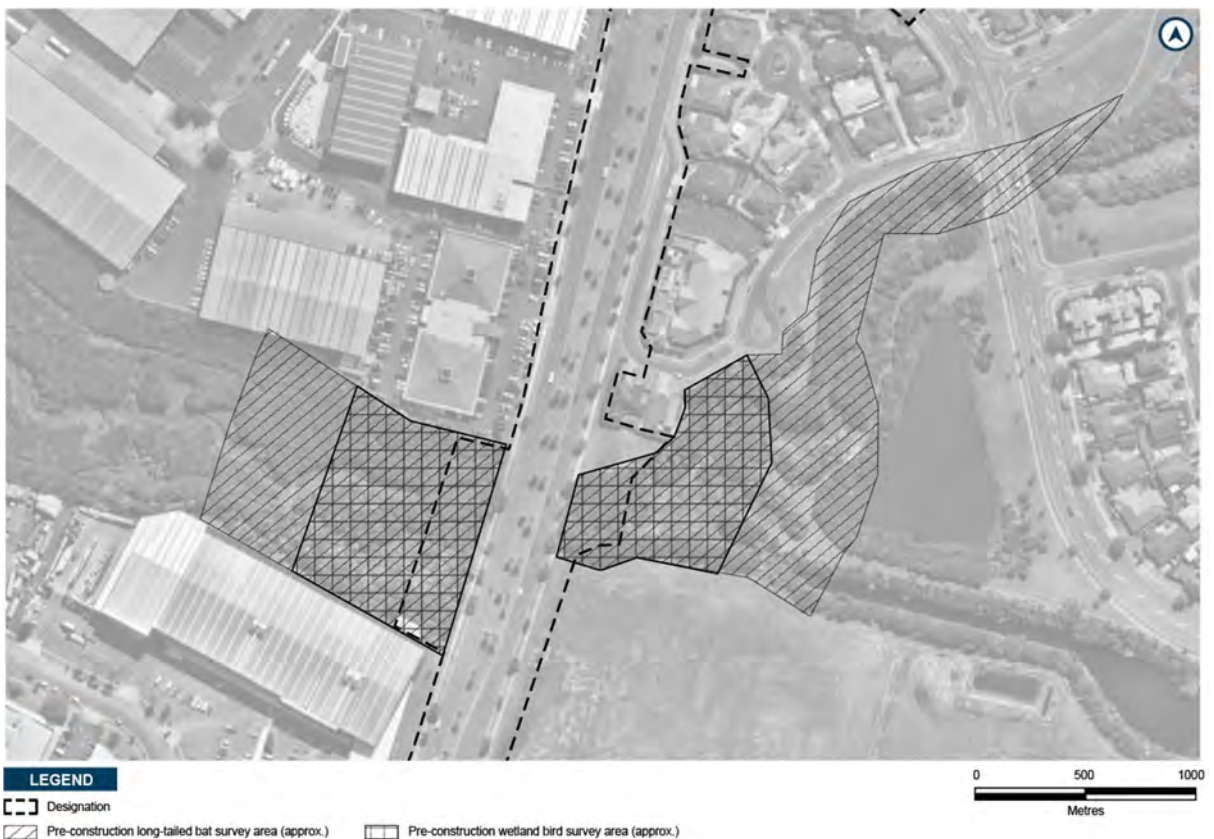 LEGEND
Designation
Pre-construction long-tailed bat survey area (approx.) Pre-construction wetland bird survey area (approx.)
0 500 1000
Metres